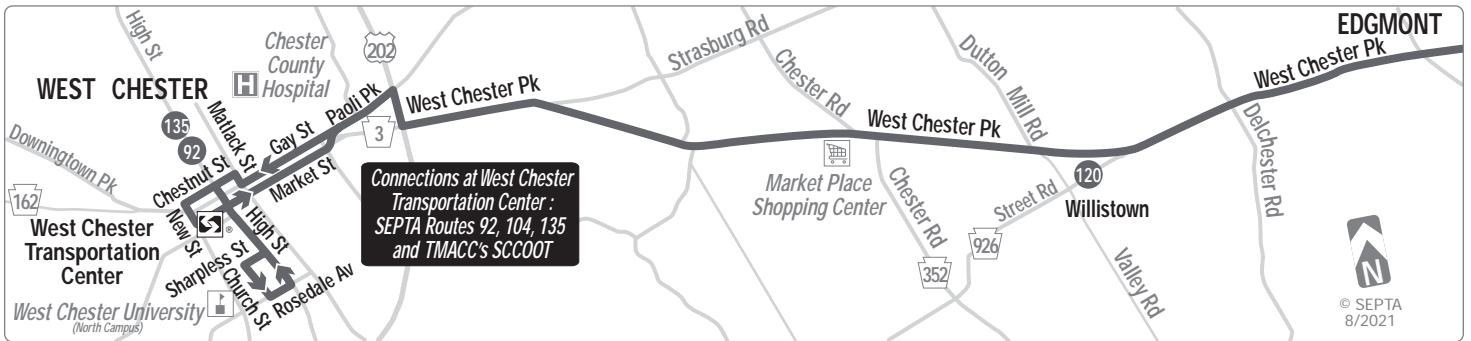 EDGMONT
High St
Chester
County
Hospital
H
202
Strasburg Rd
Chester Rd
Dutton
Mill Rd
West Chester Pk
WEST CHESTER
135
92
Matlack St
Gay St
Paoli Pk
3
West Chester Pk
West Chester Pk
Delchester Rd
Downingtown Pk
162
Chestnut St
Market St
New St
High St
West Chester
Transportation
Center
®
Sharpless St
Church St
Rosedale Av
West Chester University
(North Campus)
Connections at West Chester
Transportation Center :
SEPTA Routes 92, 104, 135
and TMACC's SCCOOT
Market Place
Shopping Center
Chester Rd
352
926
Street Rd
120
Willistown
Valley Rd
N
© SEPTA
8/2021